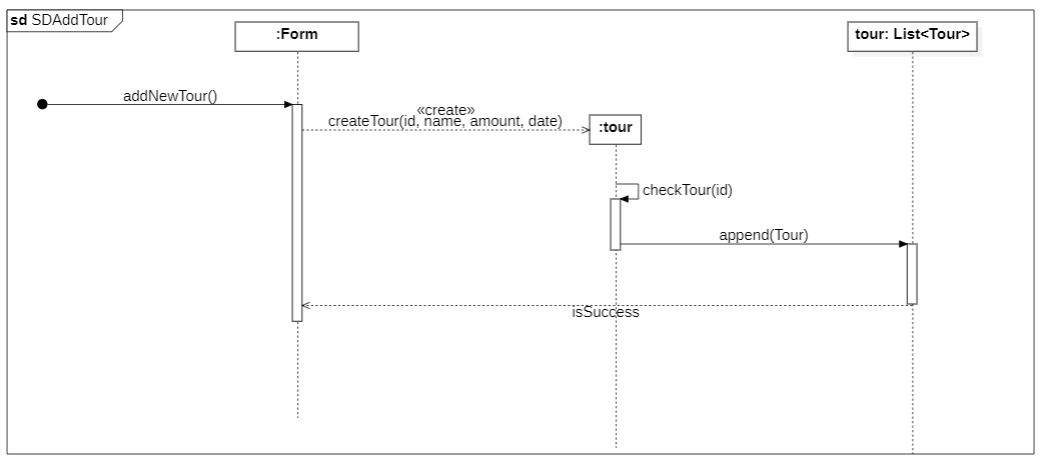 sd SDAddTour
:Form
tour: List<Tour>
addNewTour()
«create»
createTour(id, name, amount, date)
:tour
checkTour(id)
append(Tour)
isSuccess